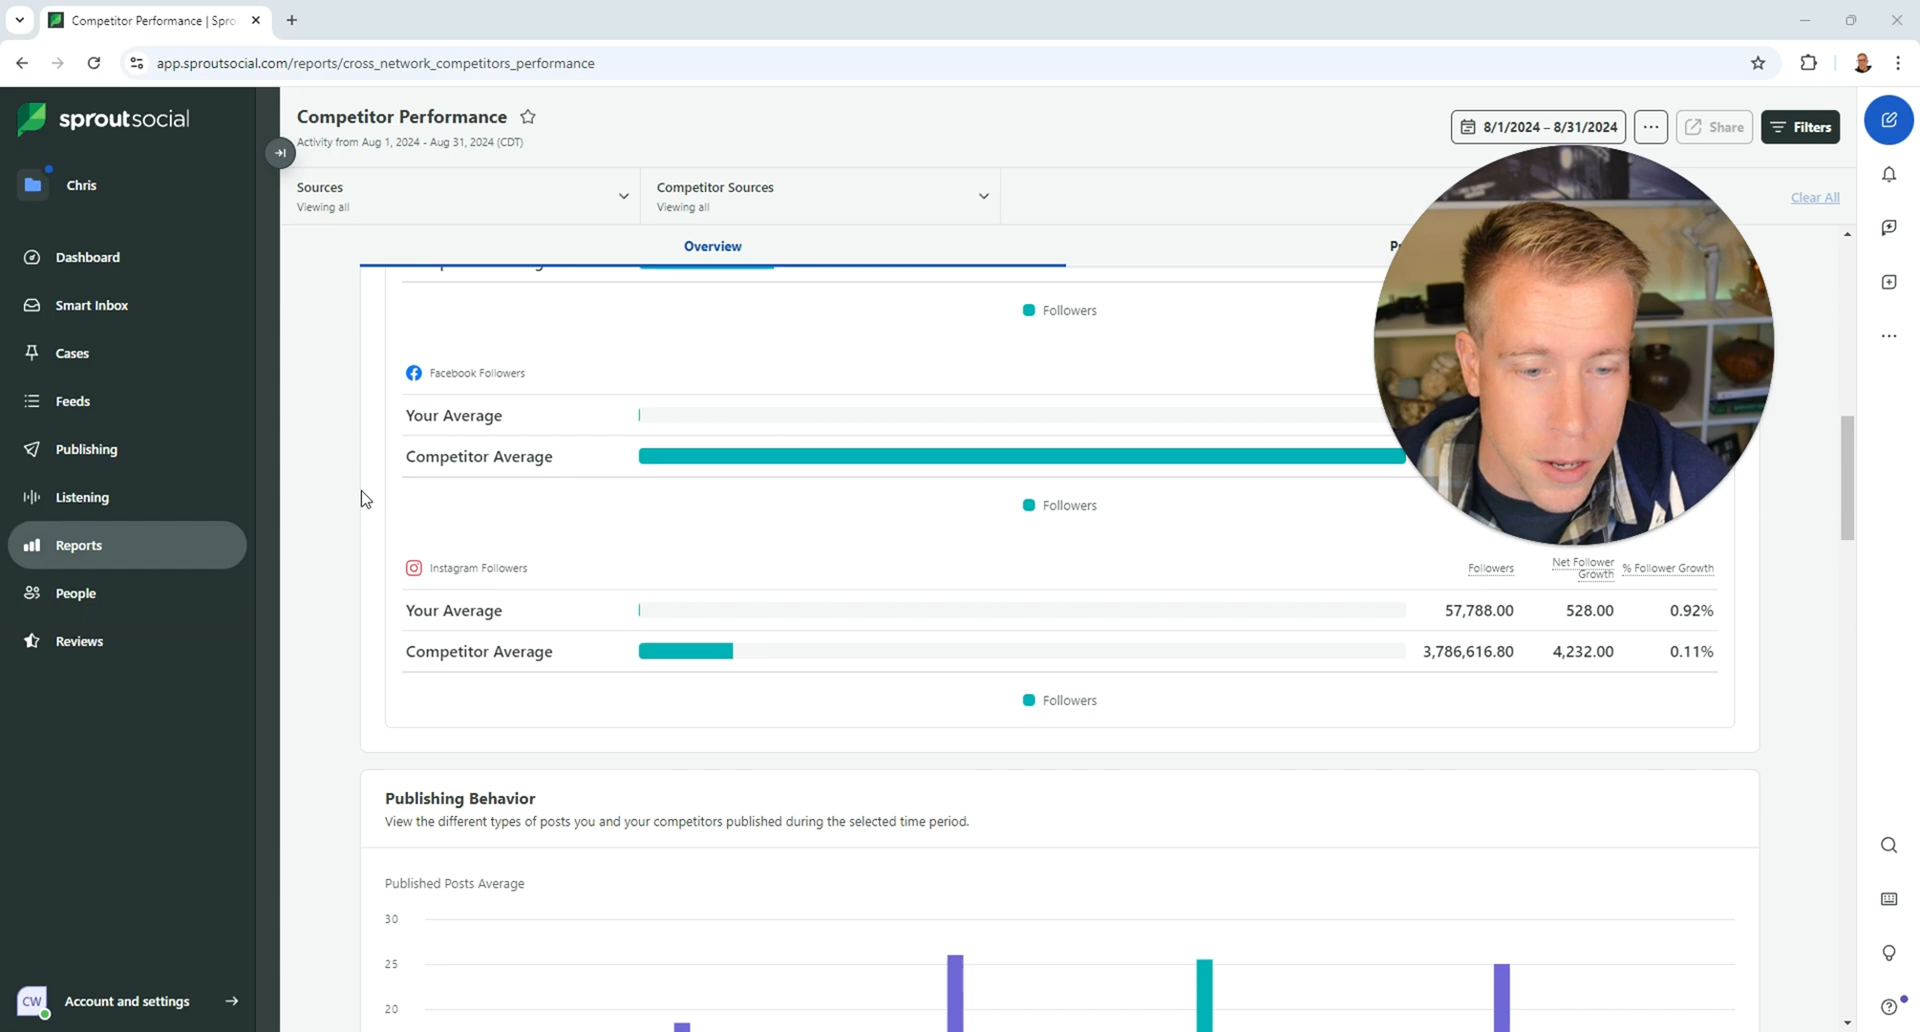 Competitor Performance | Spro
app.sproutsocial.com/reports/cross_network_competitors_performance
sproutsocial
Chris
Dashboard
Smart Inbox
Cases
Feeds
Publishing
Listening
Reports
People
Reviews
CW
Account and settings
Competitor Performance
Activity from Aug 1, 2024 - Aug 31, 2024 (CDT)
8/1/2024 – 8/31/2024
Share
Filters
Sources
Viewing all
Competitor Sources
Viewing all
Clear All
Overview
Followers
Facebook Followers
Your Average
Competitor Average
Followers
Instagram Followers
Followers
Net Follower Growth
% Follower Growth
Your Average 57,788.00 528.00 0.92%
Competitor Average 3,786,616.80 4,232.00 0.11%
Followers
Publishing Behavior
View the different types of posts you and your competitors published during the selected time period.
Published Posts Average
30
25
20